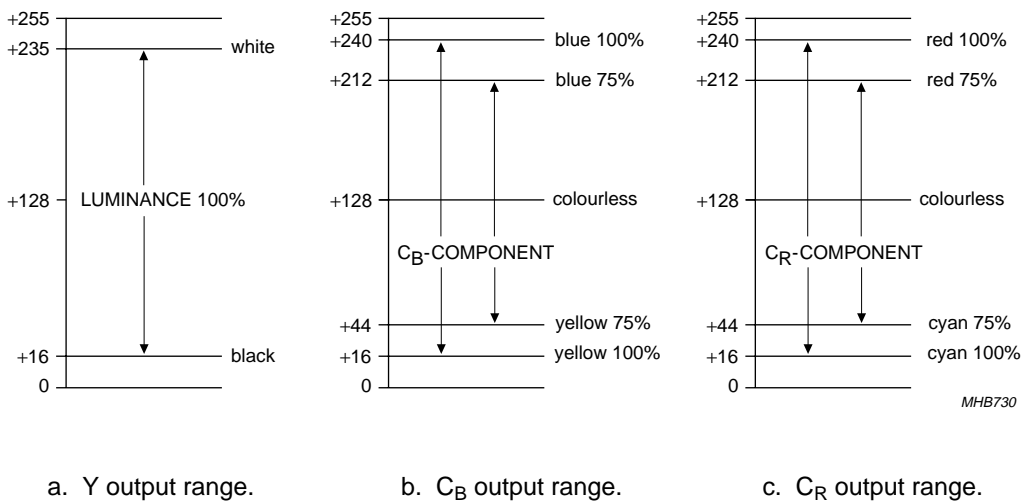 +255
+235
white
+128
LUMINANCE 100%
+16
black
0
+255
+240
blue 100%
+212
blue 75%
+128
colourless
CB-COMPONENT
+44
yellow 75%
+16
yellow 100%
0
+255
+240
red 100%
+212
red 75%
+128
colourless
CR-COMPONENT
+44
cyan 75%
+16
cyan 100%
0
MHB730
a. Y output range.
b. CB output range.
c. CR output range.